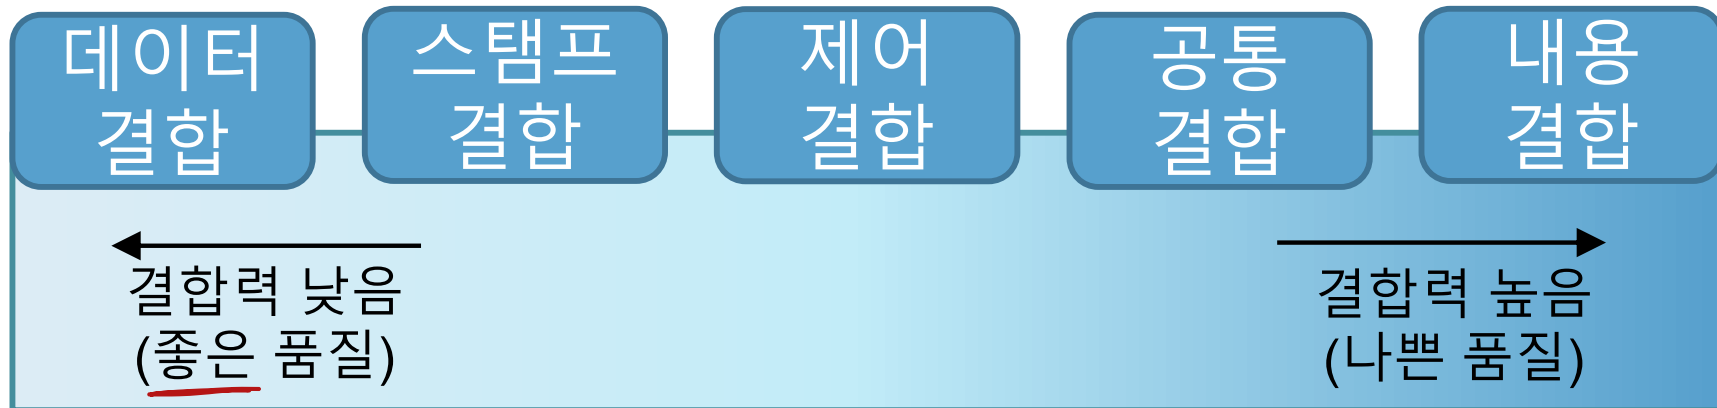 데이터
결합
스탬프
결합
제어
결합
공통
결합
내용
결합
결합력 낮음
(좋은 품질)
결합력 높음
(나쁜 품질)